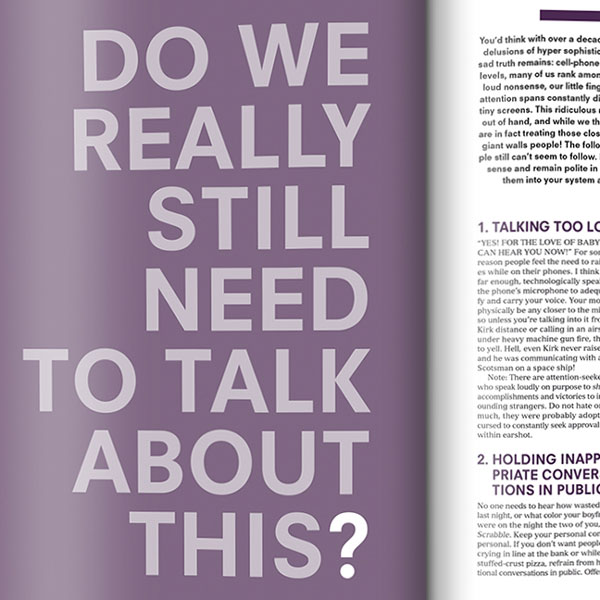 DO WE
REALLY
STILL
NEED
TO TALK
ABOUT
THIS?
You'd think with over a decad
delusions of hyper sophistic
sad truth remains: cell-phone
levels, many of us rank amon
loud nonsense, our little fing
attention spans constantly di
tiny screens. This ridiculous
out of hand, and while we th
are in fact treating those clos
giant walls people! The follo
ple still can't seem to follow.
sense and remain polite in
them into your system a
1. TALKING TOO LO
"YES! FOR THE LOVE OF BABY
CAN HEAR YOU NOW!" For som
reason people feel the need to rai
es while on their phones. I think
far enough, technologically speak
the phone's microphone to adequ
fy and carry your voice. Your mo
physically be any closer to the mi
so unless you're talking into it fro
Kirk distance or calling in an airs
under heavy machine gun fire, th
to yell. Hell, even Kirk never raise
and he was communicating with a
Scotsman on a space ship!
Note: There are attention-seeke
who speak loudly on purpose to sh
accomplishments and victories to i
ounding strangers. Do not hate o
much, they were probably adopt
cursed to constantly seek approval
within earshot.
2. HOLDING INAPP
PRIATE CONVER
TIONS IN PUBLIC
No one needs to hear how wasted
last night, or what color your boyf
were on the night the two of you,
Scrabble. Keep your personal con
personal. If you don't want people
crying in line at the bank or while
stuffed-crust pizza, refrain from h
tional conversations in public. Offe